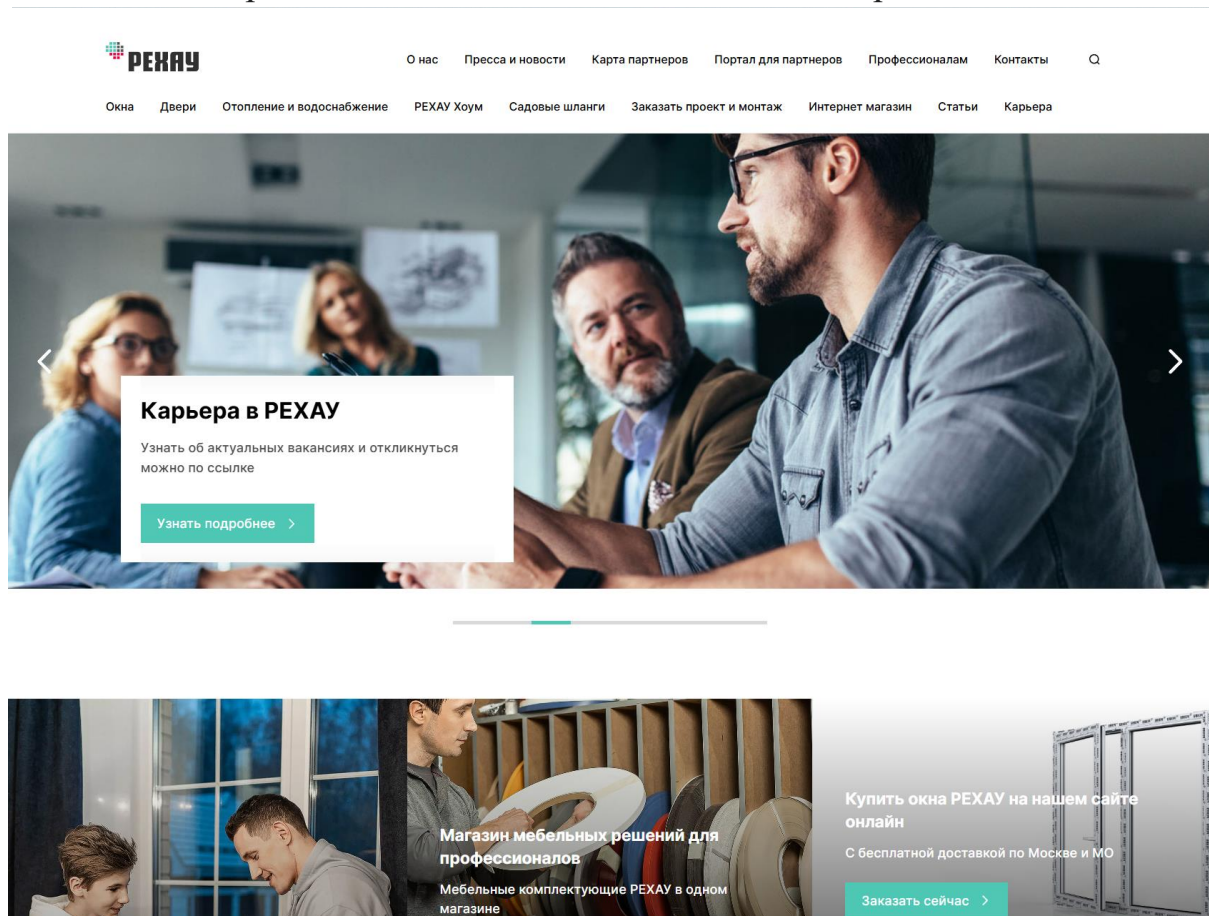 РЕХАУ
О нас Пресса и новости Карта партнеров Портал для партнеров Профессионалам Контакты
Окна Двери Отопление и водоснабжение РЕХАУ Хоум Садовые шланги Заказать проект и монтаж Интернет магазин Статьи Карьера
Карьера в РЕХАУ
Узнать об актуальных вакансиях и откликнуться
можно по ссылке
Узнать подробнее
Магазин мебельных решений для
профессионалов
Мебельные комплектующие РЕХАУ в одном
магазине
Купить окна РЕХАУ на нашем сайте
онлайн
С бесплатной доставкой по Москве и МО
Заказать сейчас